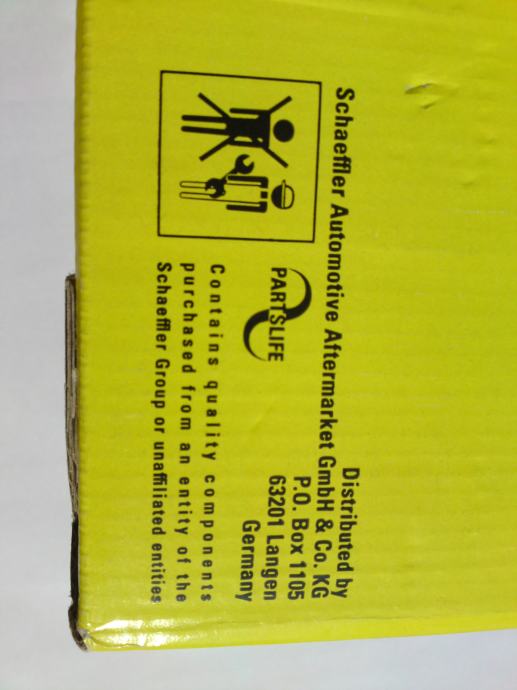 Distributed by
Schaeffler Automotive Aftermarket GmbH & Co. KG
P.O. Box 1105
63201 Langen
Germany
PARTSLIFE
Contains quality components
purchased from an entity of the
Schaeffler Group or unaffiliated entities